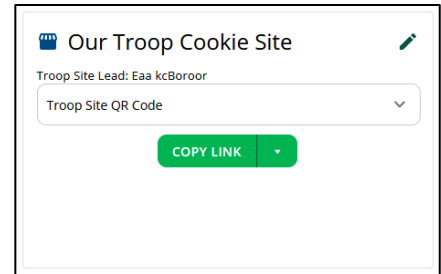 Our Troop Cookie Site
Troop Site Lead: Eaa kcBoroor
Troop Site QR Code
COPY LINK